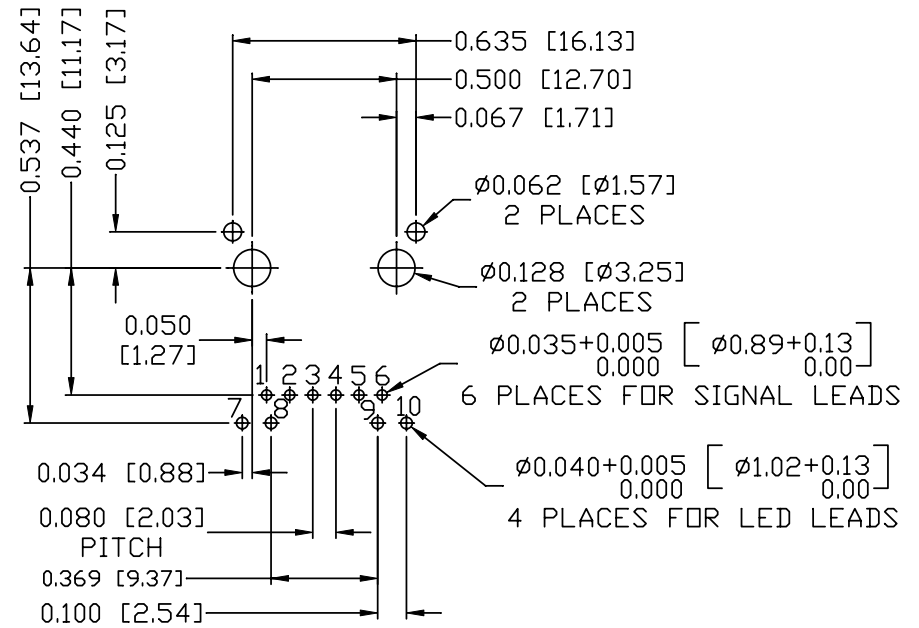 0.537 [13.64]
0.440 [11.17]
0.125 [3.17]
0.635 [16.13]
0.500 [12.70]
0.067 [1.71]
Ø0.062 [Ø1.57]
2 PLACES
Ø0.128 [Ø3.25]
2 PLACES
0.050
[1.27]
Ø0.035+0.005 [Ø0.89+0.13]
0.000 0.00
6 PLACES FOR SIGNAL LEADS
1 2 3 4 5 6
7 8 9 10
Ø0.040+0.005 [Ø1.02+0.13]
0.000 0.00
4 PLACES FOR LED LEADS
0.034 [0.88]
0.080 [2.03]
PITCH
0.369 [9.37]
0.100 [2.54]